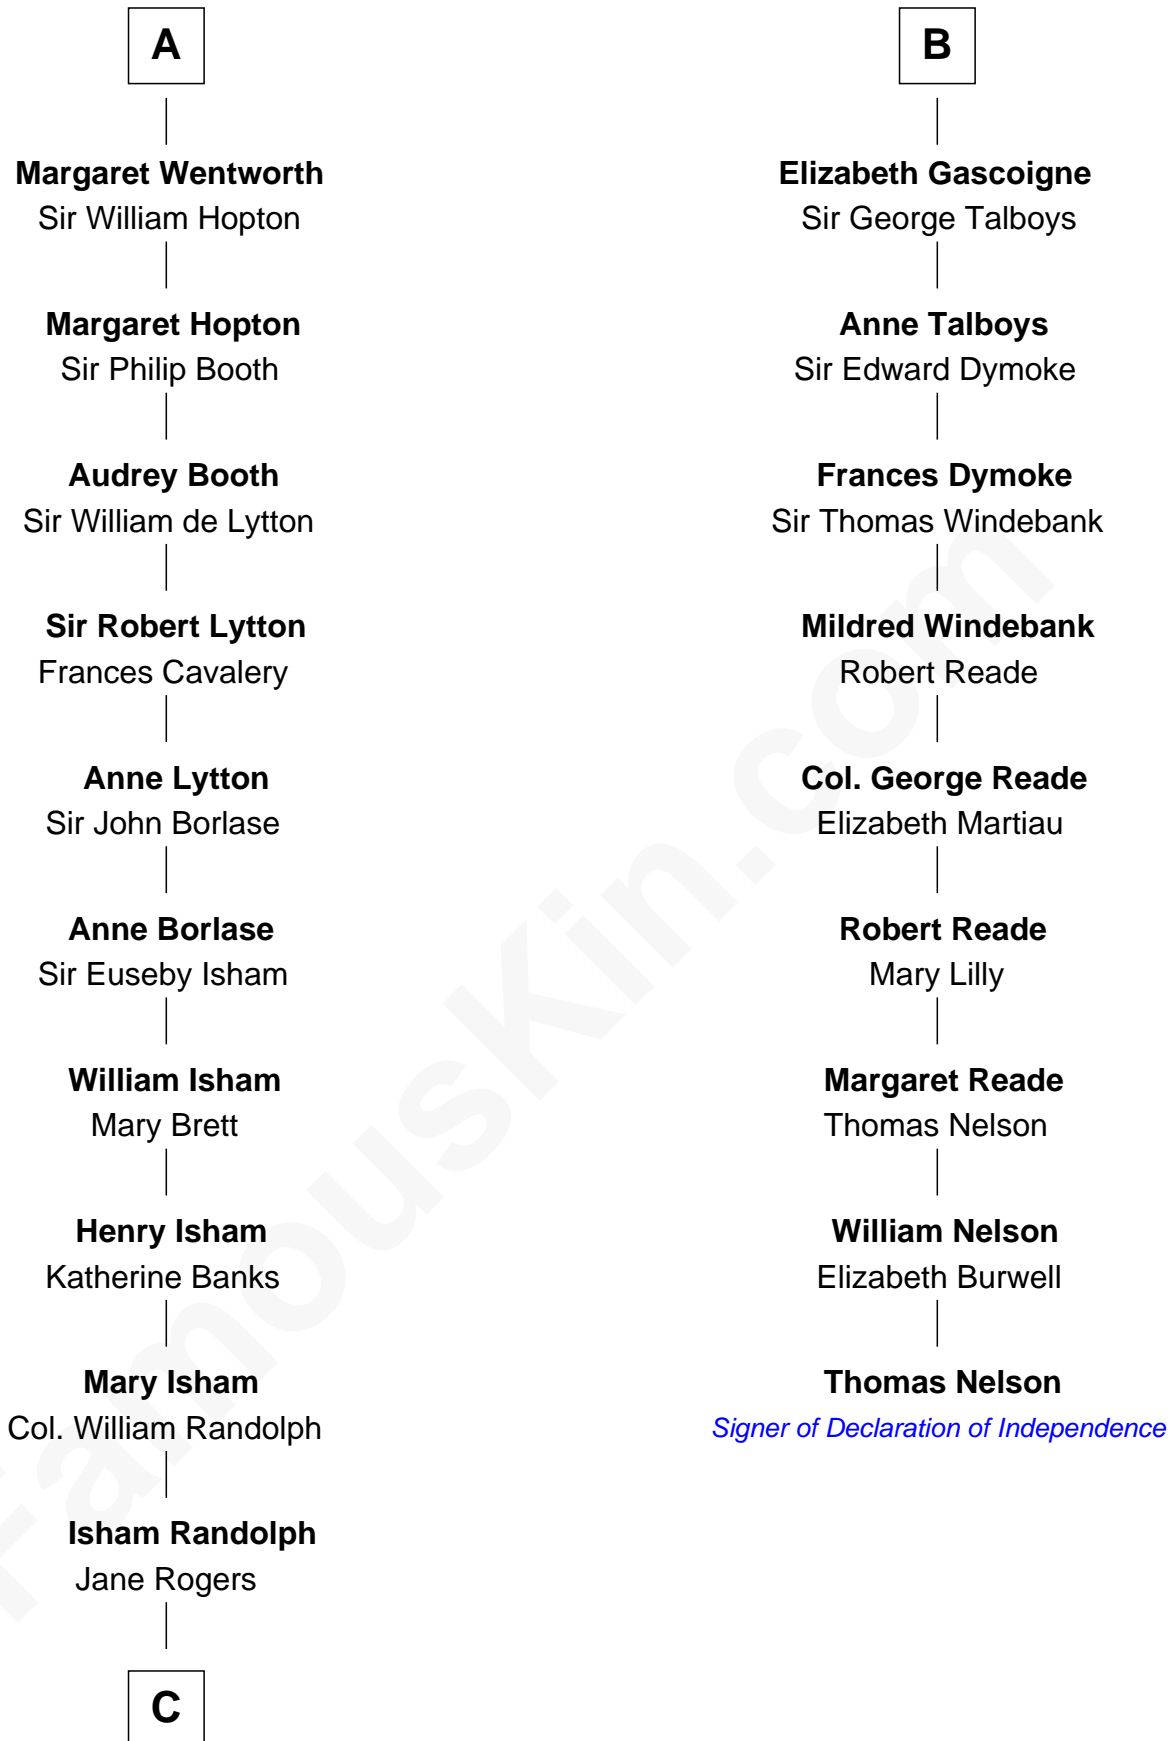 A
Margaret Wentworth
Sir William Hopton
Margaret Hopton
Sir Philip Booth
Audrey Booth
Sir William de Lytton
Sir Robert Lytton
Frances Cavalery
Anne Lytton
Sir John Borlase
Anne Borlase
Sir Euseby Isham
William Isham
Mary Brett
Henry Isham
Katherine Banks
Mary Isham
Col. William Randolph
Isham Randolph
Jane Rogers
C
B
Elizabeth Gascoigne
Sir George Talboys
Anne Talboys
Sir Edward Dymoke
Frances Dymoke
Sir Thomas Windebank
Mildred Windebank
Robert Reade
Col. George Reade
Elizabeth Martiau
Robert Reade
Mary Lilly
Margaret Reade
Thomas Nelson
William Nelson
Elizabeth Burwell
Thomas Nelson
Signer of Declaration of Independence
FamousKin.com